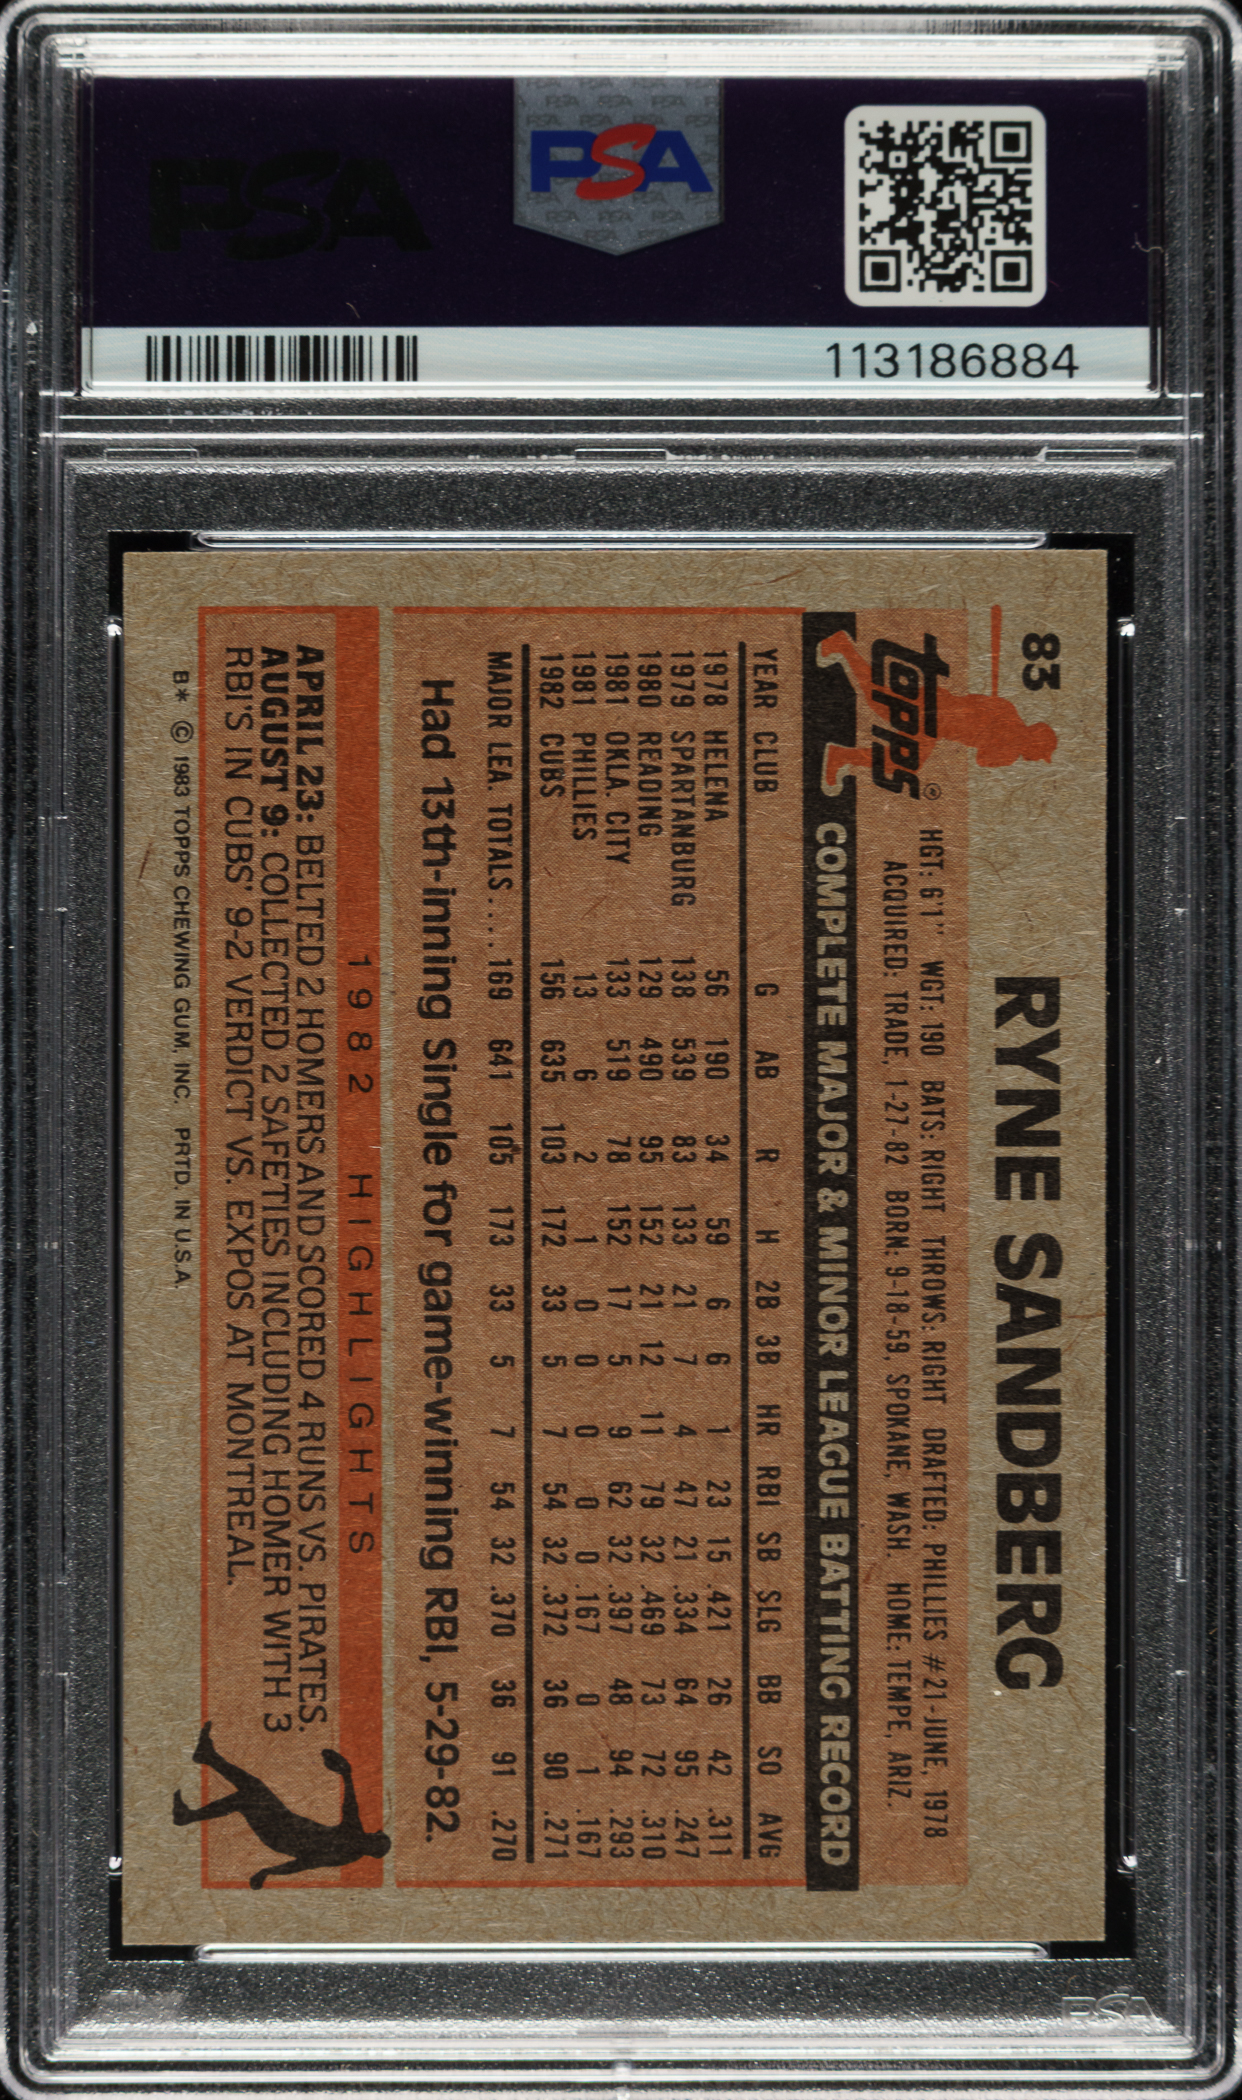 PSA
PSA
113186884
83
RYNE SANDBERG
Topps®
HGT: 6'1" WGT: 190 BATS: RIGHT THROWS: RIGHT DRAFTED: PHILLIES #21-JUNE, 1978
ACQUIRED: TRADE, 1-27-82 BORN: 9-18-59, SPOKANE, WASH. HOME: TEMPE, ARIZ.
COMPLETE MAJOR & MINOR LEAGUE BATTING RECORD
YEAR CLUB G AB R H 2B 3B HR RBI SB SLG BB SO AVG
1978 HELENA 56 190 34 59 6 6 1 23 15 .421 26 42 .311
1979 SPARTANBURG 138 539 83 133 21 7 4 47 21 .334 64 95 .247
1980 READING 129 490 95 152 21 12 11 79 32 .469 73 72 .310
1981 OKLA. CITY 133 519 78 152 17 5 9 62 32 .397 48 94 .293
1981 PHILLIES 13 6 2 1 0 0 0 0 0 .167 0 1 .167
1982 CUBS 156 635 103 172 33 5 7 54 32 .372 36 90 .271
MAJOR LEA. TOTALS.... 169 641 105 173 33 5 7 54 32 .370 36 91 .270
Had 13th-inning Single for game-winning RBI, 5-29-82.
1982 HIGHLIGHTS
APRIL 23: BELTED 2 HOMERS AND SCORED 4 RUNS VS. PIRATES.
AUGUST 9: COLLECTED 2 SAFETIES INCLUDING HOMER WITH 3
RBI'S IN CUBS' 9-2 VERDICT VS. EXPOS AT MONTREAL.
B* © 1983 TOPPS CHEWING GUM, INC. PRTD. IN U.S.A.
PSA